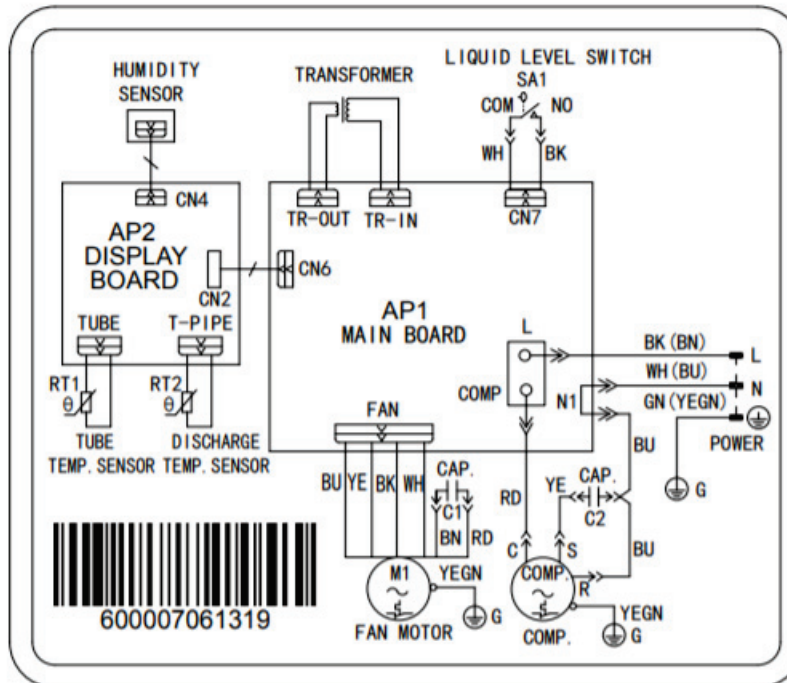 HUMIDITY
SENSOR
TRANSFORMER
LIQUID LEVEL SWITCH
SA1
COM
NO
WH
BK
CN4
TR-OUT
TR-IN
CN7
AP2
DISPLAY
BOARD
CN2
CN6
AP1
MAIN BOARD
TUBE
T-PIPE
L
COMP
N1
BK(BN)
L
WH(BU)
N
GN(YEGN)
POWER
G
RT1
θ
RT2
θ
TUBE
TEMP. SENSOR
DISCHARGE
TEMP. SENSOR
FAN
BU
YE
BK
WH
CAP.
C1
BN
RD
RD
YE
CAP.
C2
BU
BU
C
S
R
M1
YEGN
G
FAN MOTOR
COMP.
YEGN
G
COMP.
600007061319